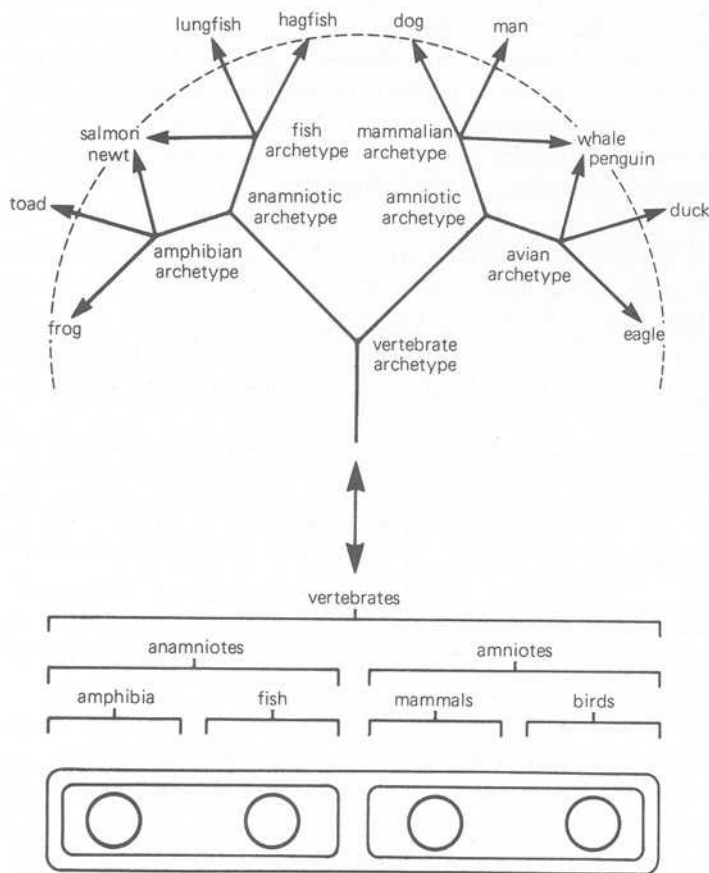 lungfish
hagfish
dog
man
salmon
newt
fish
archetype
mammalian
archetype
whale
penguin
toad
anamniotic
archetype
amniotic
archetype
duck
amphibian
archetype
avian
archetype
frog
eagle
vertebrate
archetype
vertebrates
anamniotes
amniotes
amphibia
fish
mammals
birds